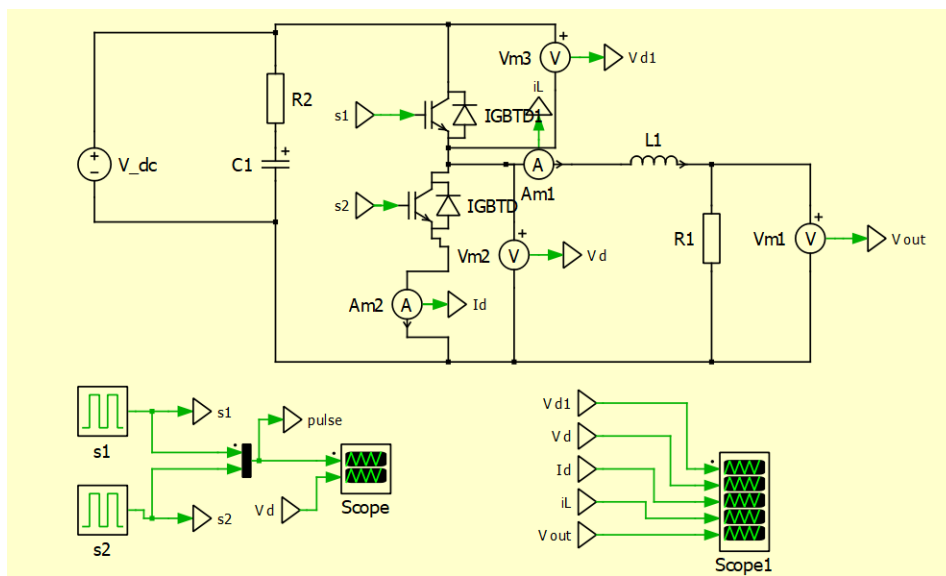 +
Vm3
V
Vd1
R2
iL
s1
IGBTD1
+
V_dc
C1
+
L1
A
Am1
s2
IGBTD
+
Vm2
V
Vd
R1
+
Vm1
V
Vout
Am2
A
Id
s1
s1
pulse
s2
s2
Vd
Scope
Vd1
Vd
Id
iL
Vout
Scope1